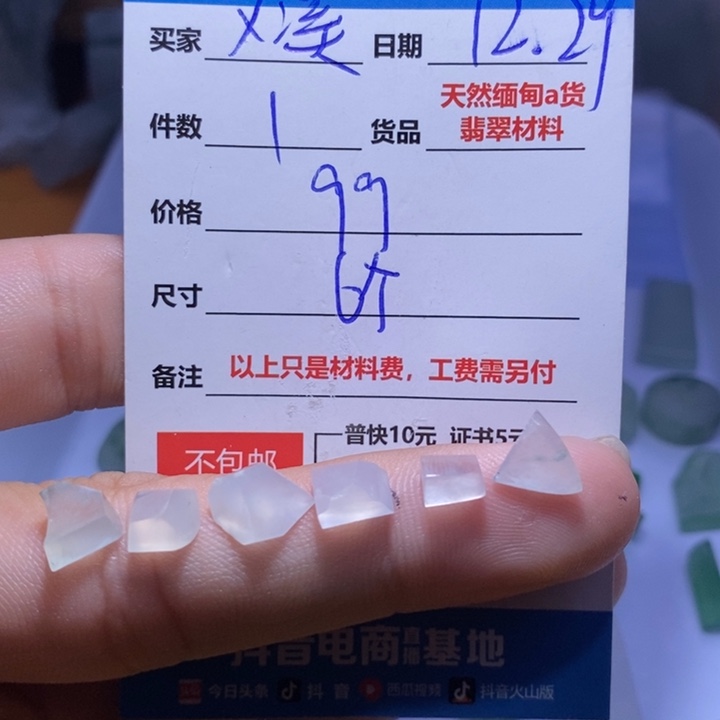 买家 日期 12.29
件数 1 货品 天然缅甸a货
翡翠材料
价格 99
尺寸 6个
备注 以上只是材料费，工费需另付
不包邮 普快10元 证书5元
抖音电商直播基地
今日头条 抖音 西瓜视频 抖音火山版